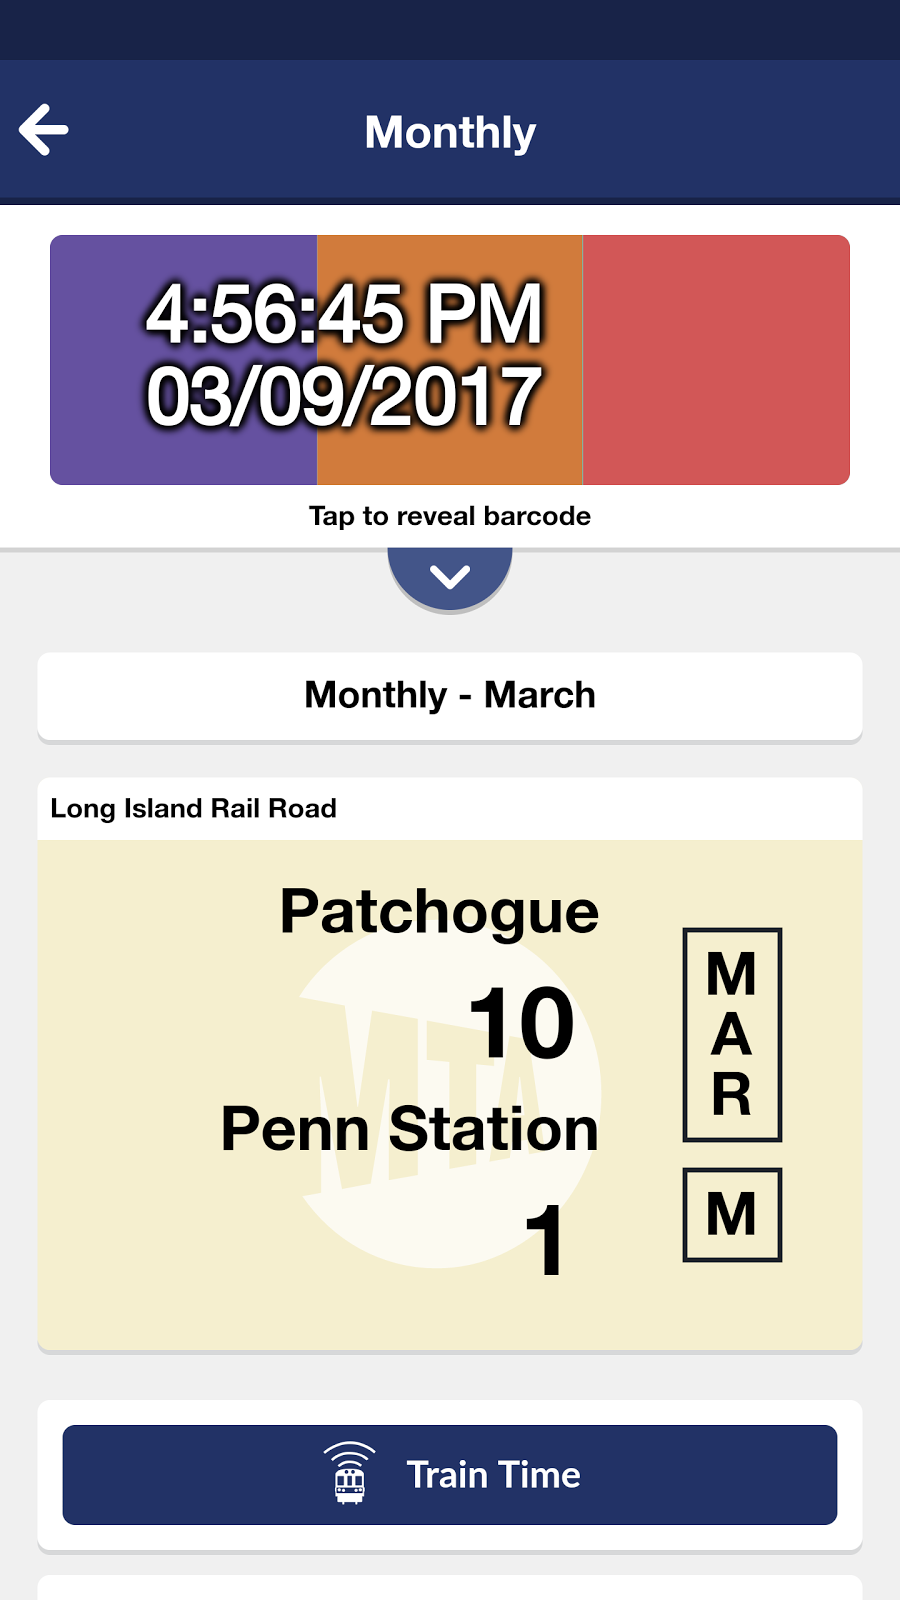 Monthly
4:56:45 PM
03/09/2017
Tap to reveal barcode
Monthly - March
Long Island Rail Road
Patchogue
10
Penn Station
1
M
A
R
M
MTA
Train Time